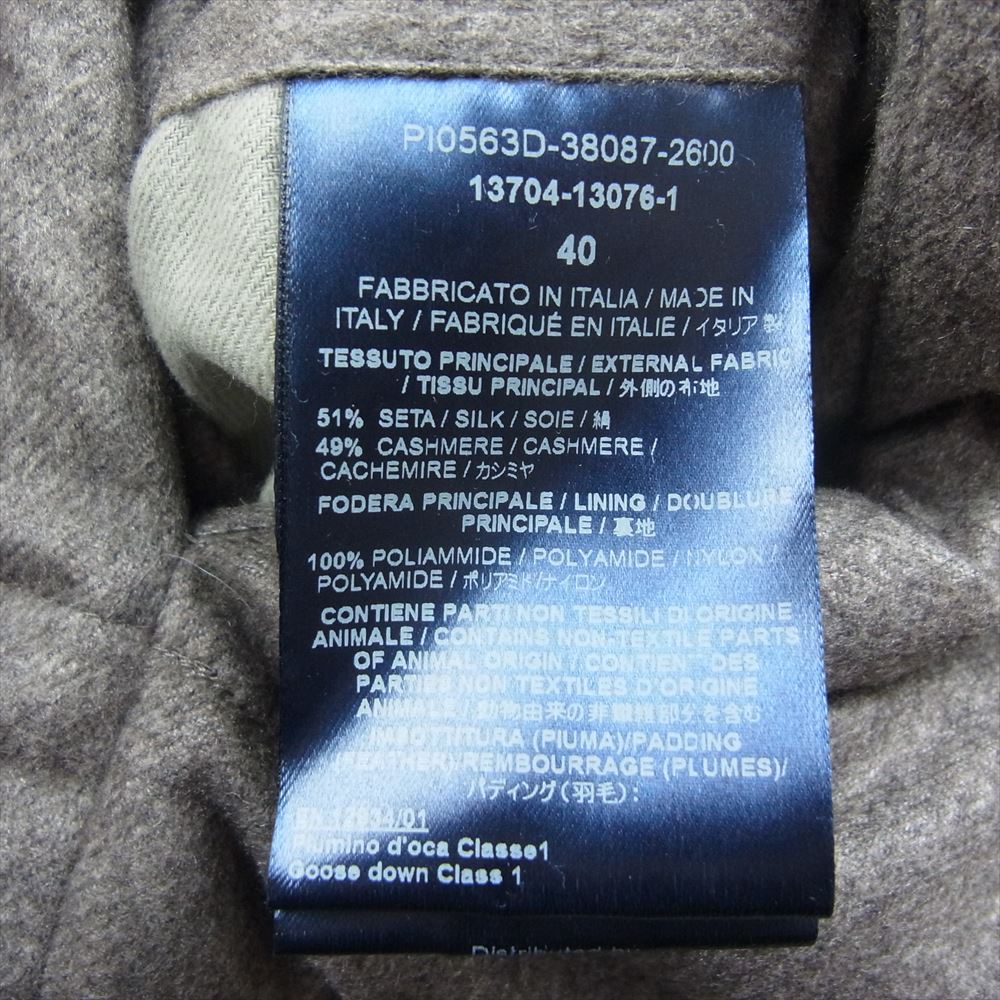 PI0563D-38087-2600
13704-13076-1
40
FABBRICATO IN ITALIA / MADE IN
ITALY / FABRIQUÉ EN ITALIE / イタリア製
TESSUTO PRINCIPALE / EXTERNAL FABRIC
/ TISSU PRINCIPAL / 外側の布地
51% SETA / SILK / SOIE / 絹
49% CASHMERE / CASHMERE /
CACHEMIRE / カシミヤ
FODERA PRINCIPALE / LINING / DOUBLURE
PRINCIPALE / 裏地
100% POLIAMMIDE / POLYAMIDE / NYLON /
POLYAMIDE / ポリアミド/ナイロン
CONTIENE PARTI NON TESSILI DI ORIGINE
ANIMALE / CONTAINS NON-TEXTILE PARTS
OF ANIMAL ORIGIN / CONTIENT DES
PARTIES NON TEXTILES D'ORIGINE
ANIMALE / 動物由来の非繊維部分を含む
IMBOTTITURA (PIUMA)/PADDING
(FEATHER)/REMBOURRAGE (PLUMES)/
パディング(羽毛):
EN 12934/01
Piumino d'oca Classe1
Goose down Class 1
Distributed by